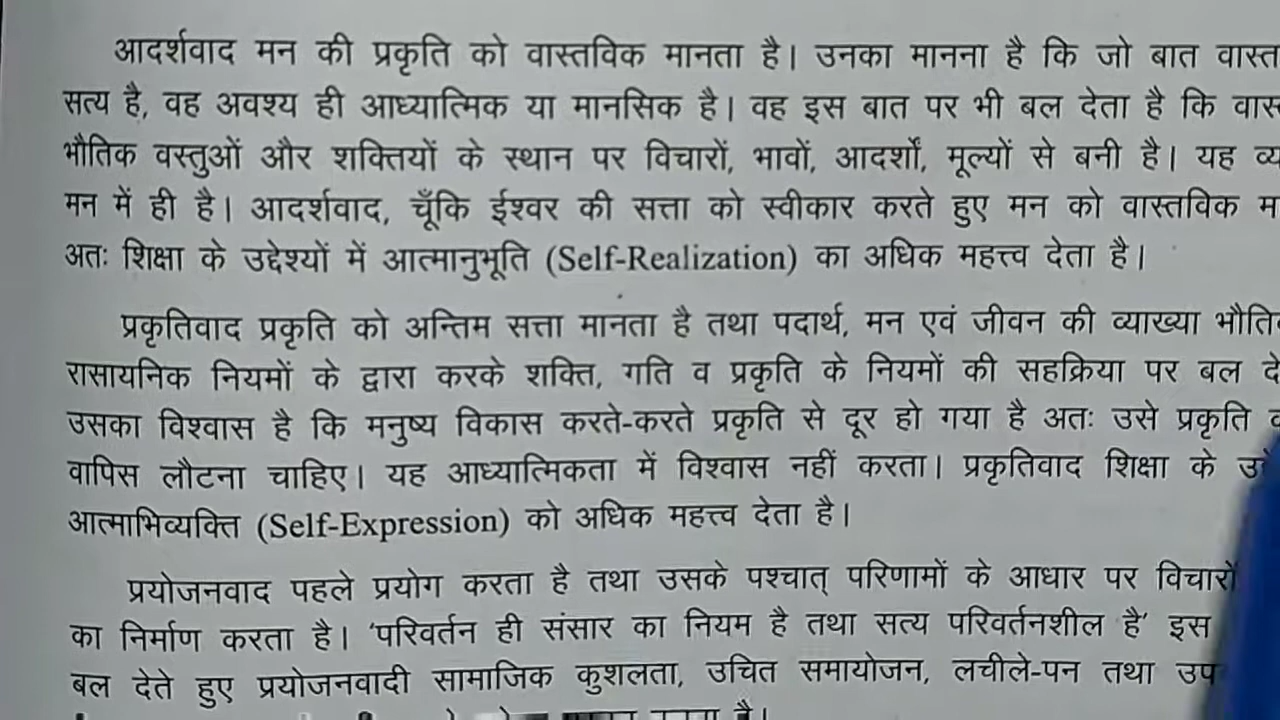 आदर्शवाद मन की प्रकृति को वास्तविक मानता है। उनका मानना है कि जो बात
सत्य है, वह अवश्य ही आध्यात्मिक या मानसिक है। वह इस बात पर भी बल देता है कि
भौतिक वस्तुओं और शक्तियों के स्थान पर विचारों, भावों, आदर्शों, मूल्यों से बनी है। यह
मन में ही है। आदर्शवाद, चूँकि ईश्वर की सत्ता को स्वीकार करते हुए मन को वास्तविक
अतः शिक्षा के उद्देश्यों में आत्मानुभूति (Self-Realization) का अधिक महत्त्व देता है।
प्रकृतिवाद प्रकृति को अन्तिम सत्ता मानता है तथा पदार्थ, मन एवं जीवन की व्याख्या
रासायनिक नियमों के द्वारा करके शक्ति, गति व प्रकृति के नियमों की सहक्रिया पर बल
उसका विश्वास है कि मनुष्य विकास करते-करते प्रकृति से दूर हो गया है अतः उसे प्रकृति
वापिस लौटना चाहिए। यह आध्यात्मिकता में विश्वास नहीं करता। प्रकृतिवाद शिक्षा के
आत्माभिव्यक्ति (Self-Expression) को अधिक महत्त्व देता है।
प्रयोजनवाद पहले प्रयोग करता है तथा उसके पश्चात् परिणामों के आधार पर विचारों
का निर्माण करता है। 'परिवर्तन ही संसार का नियम है तथा सत्य परिवर्तनशील है' इस
बल देते हुए प्रयोजनवादी सामाजिक कुशलता, उचित समायोजन, लचीले-पन तथा